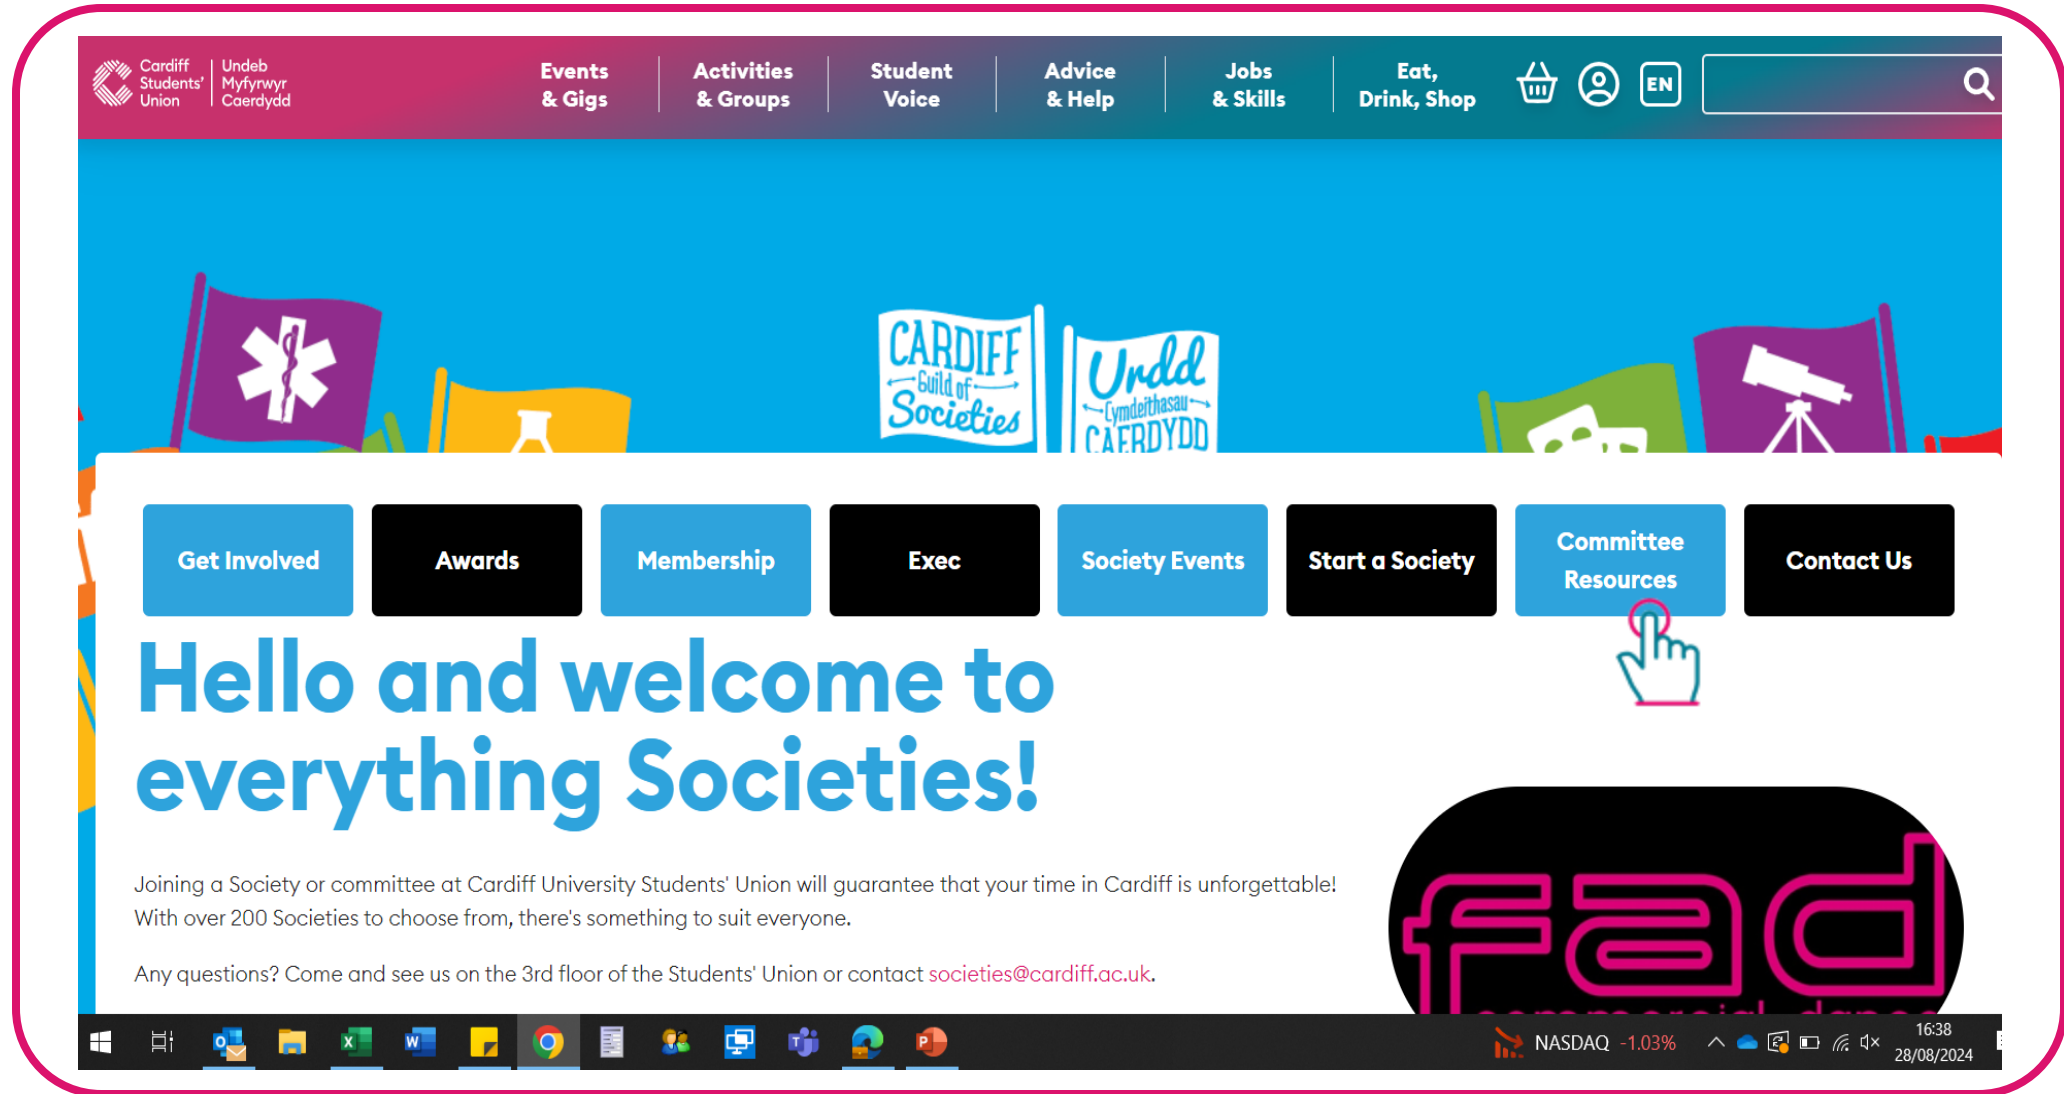 Cardiff
Students'
Union
Undeb
Myfyrwyr
Caerdydd
Events
& Gigs
Activities
& Groups
Student
Voice
Advice
& Help
Jobs
& Skills
Eat,
Drink, Shop
EN
CARDIFF
Guild of
Societies
Urdd
Cymdeithasau
CAERDYDD
Get Involved
Awards
Membership
Exec
Society Events
Start a Society
Committee
Resources
Contact Us
Hello and welcome to
everything Societies!
Joining a Society or committee at Cardiff University Students' Union will guarantee that your time in Cardiff is unforgettable!
With over 200 Societies to choose from, there's something to suit everyone.
Any questions? Come and see us on the 3rd floor of the Students' Union or contact societies@cardiff.ac.uk.
fad
commercial dance
NASDAQ -1.03%
16:38
28/08/2024